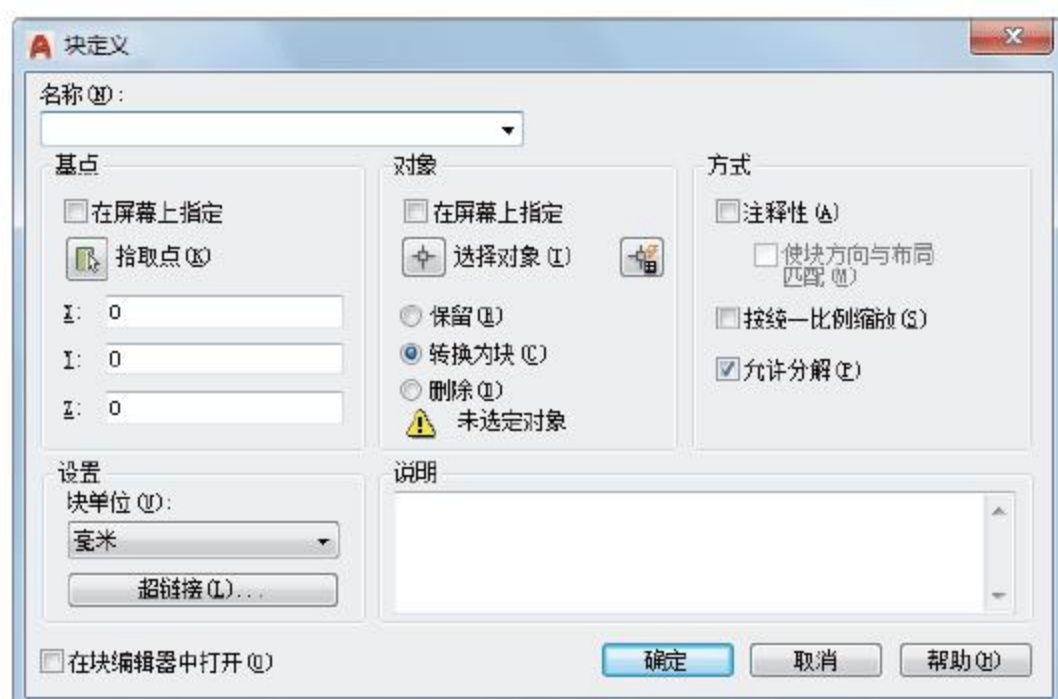 块定义
名称(N):
基点
在屏幕上指定
拾取点(K)
X: 0
Y: 0
Z: 0
对象
在屏幕上指定
选择对象(T)
保留(R)
转换为块(C)
删除(D)
未选定对象
方式
注释性(A)
使块方向与布局
匹配(M)
按统一比例缩放(S)
允许分解(P)
设置
块单位(U):
毫米
超链接(L)...
说明
在块编辑器中打开(O)
确定
取消
帮助(H)